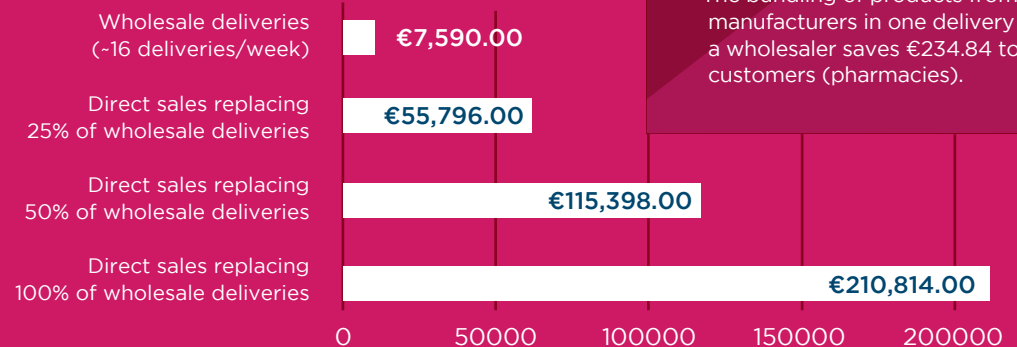 The bundling of products from
manufacturers in one delivery
a wholesaler saves €234.84 to
customers (pharmacies).
Wholesale deliveries
(~16 deliveries/week)
€7,590.00
Direct sales replacing
25% of wholesale deliveries
€55,796.00
Direct sales replacing
50% of wholesale deliveries
€115,398.00
Direct sales replacing
100% of wholesale deliveries
€210,814.00
0 50000 100000 150000 200000